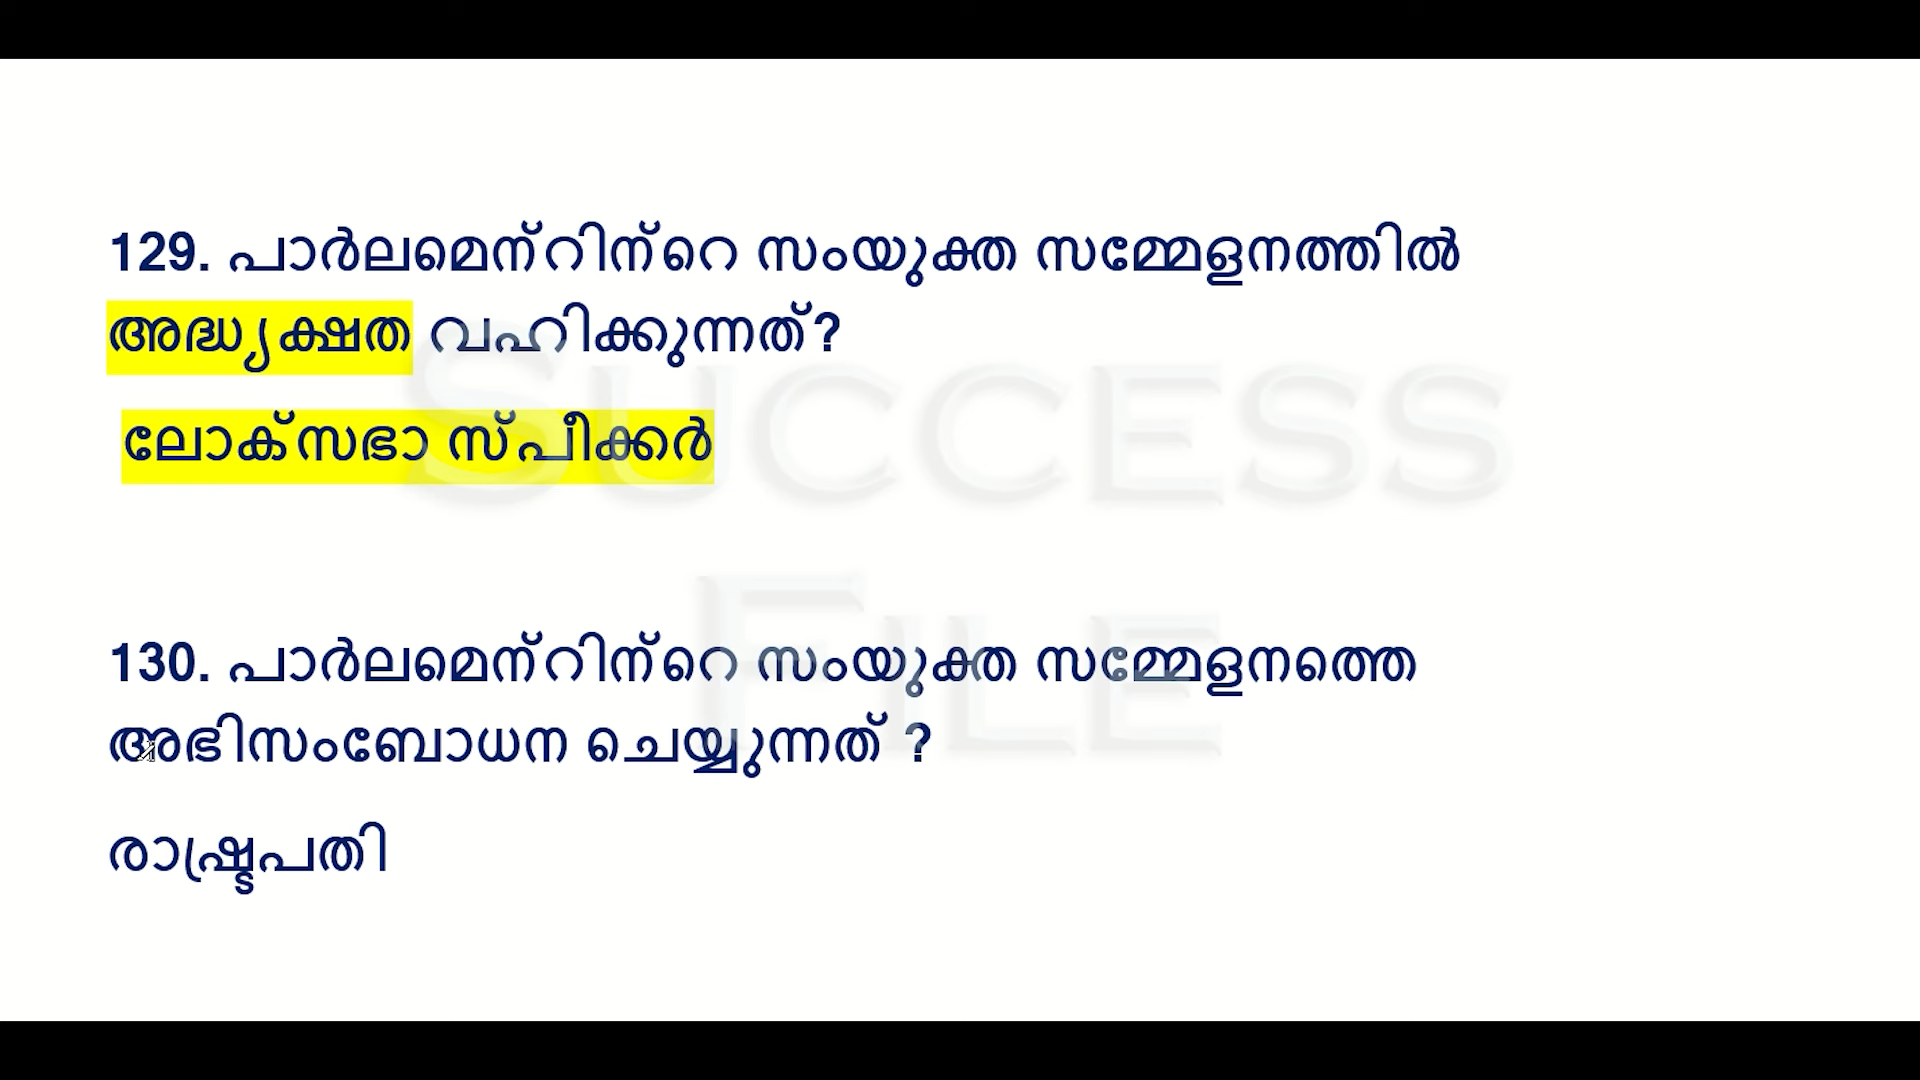 129. പാർലമെന്റിന്റെ സംയുക്ത സമ്മേളനത്തിൽ
അദ്ധ്യക്ഷത വഹിക്കുന്നത്?
ലോക്സഭാ സ്പീക്കർ
SUCCESS
FILE
130. പാർലമെന്റിന്റെ സംയുക്ത സമ്മേളനത്തെ
അഭിസംബോധന ചെയ്യുന്നത് ?
രാഷ്ട്രപതി